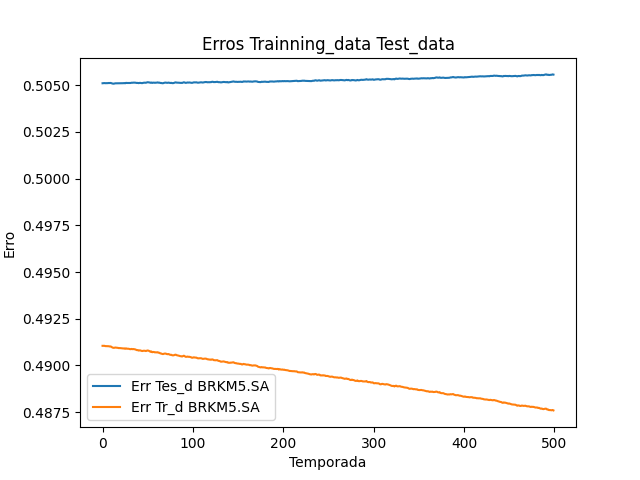 Erros Trainning_data Test_data
0.5050
0.5025
0.5000
0.4975
0.4950
0.4925
0.4900
0.4875
Erro
Err Tes_d BRKM5.SA
Err Tr_d BRKM5.SA
0 100 200 300 400 500
Temporada